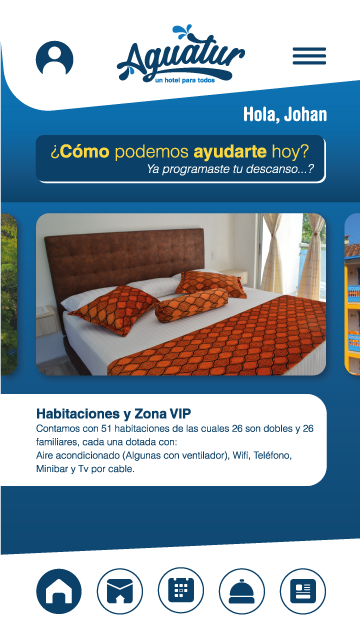 Aguatur
un hotel para todos
Hola, Johan
¿Cómo podemos ayudarte hoy?
Ya programaste tu descanso...?
Habitaciones y Zona VIP
Contamos con 51 habitaciones de las cuales 26 son dobles y 26
familiares, cada una dotada con:
Aire acondicionado (Algunas con ventilador), Wifi, Teléfono,
Minibar y Tv por cable.